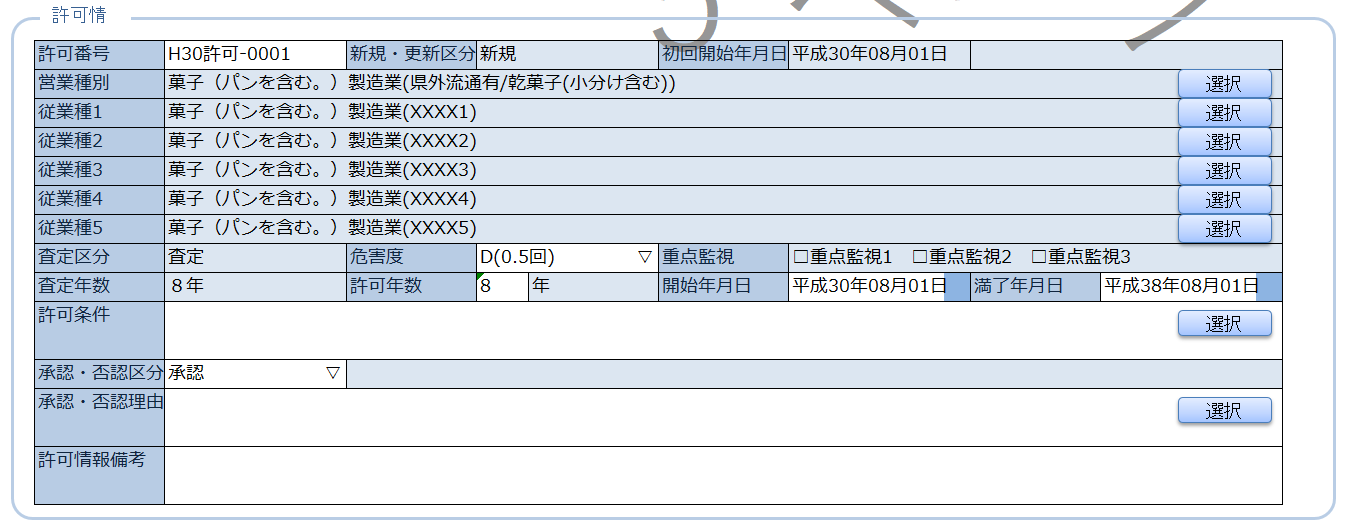 許可情
許可番号 H30許可-0001 新規・更新区分 新規 初回開始年月日 平成30年08月01日
営業種別 菓子（パンを含む。）製造業(県外流通有/乾菓子(小分け含む)) 選択
従業種1 菓子（パンを含む。）製造業(XXXX1) 選択
従業種2 菓子（パンを含む。）製造業(XXXX2) 選択
従業種3 菓子（パンを含む。）製造業(XXXX3) 選択
従業種4 菓子（パンを含む。）製造業(XXXX4) 選択
従業種5 菓子（パンを含む。）製造業(XXXX5) 選択
査定区分 査定 危害度 D(0.5回) ▽ 重点監視 □重点監視1 □重点監視2 □重点監視3
査定年数 ８年 許可年数 8 年 開始年月日 平成30年08月01日 満了年月日 平成38年08月01日
許可条件 選択
承認・否認区分 承認 ▽
承認・否認理由 選択
許可情報備考